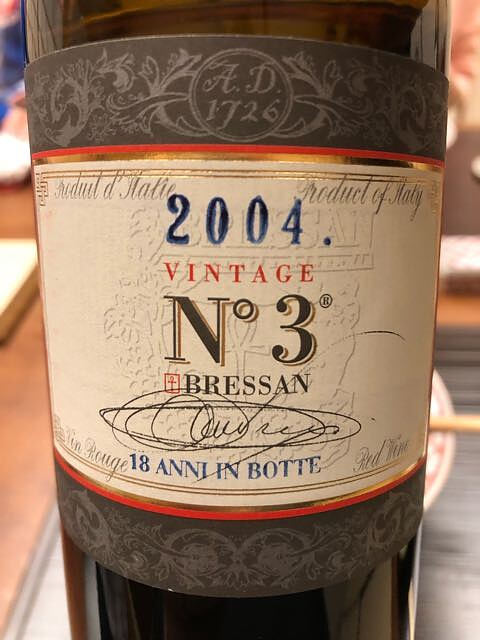 A.D.
1726
Produit d'Italie
Product of Italy
2004.
VINTAGE
N° 3®
BRESSAN
Vin Rouge
18 ANNI IN BOTTE
Red Wine